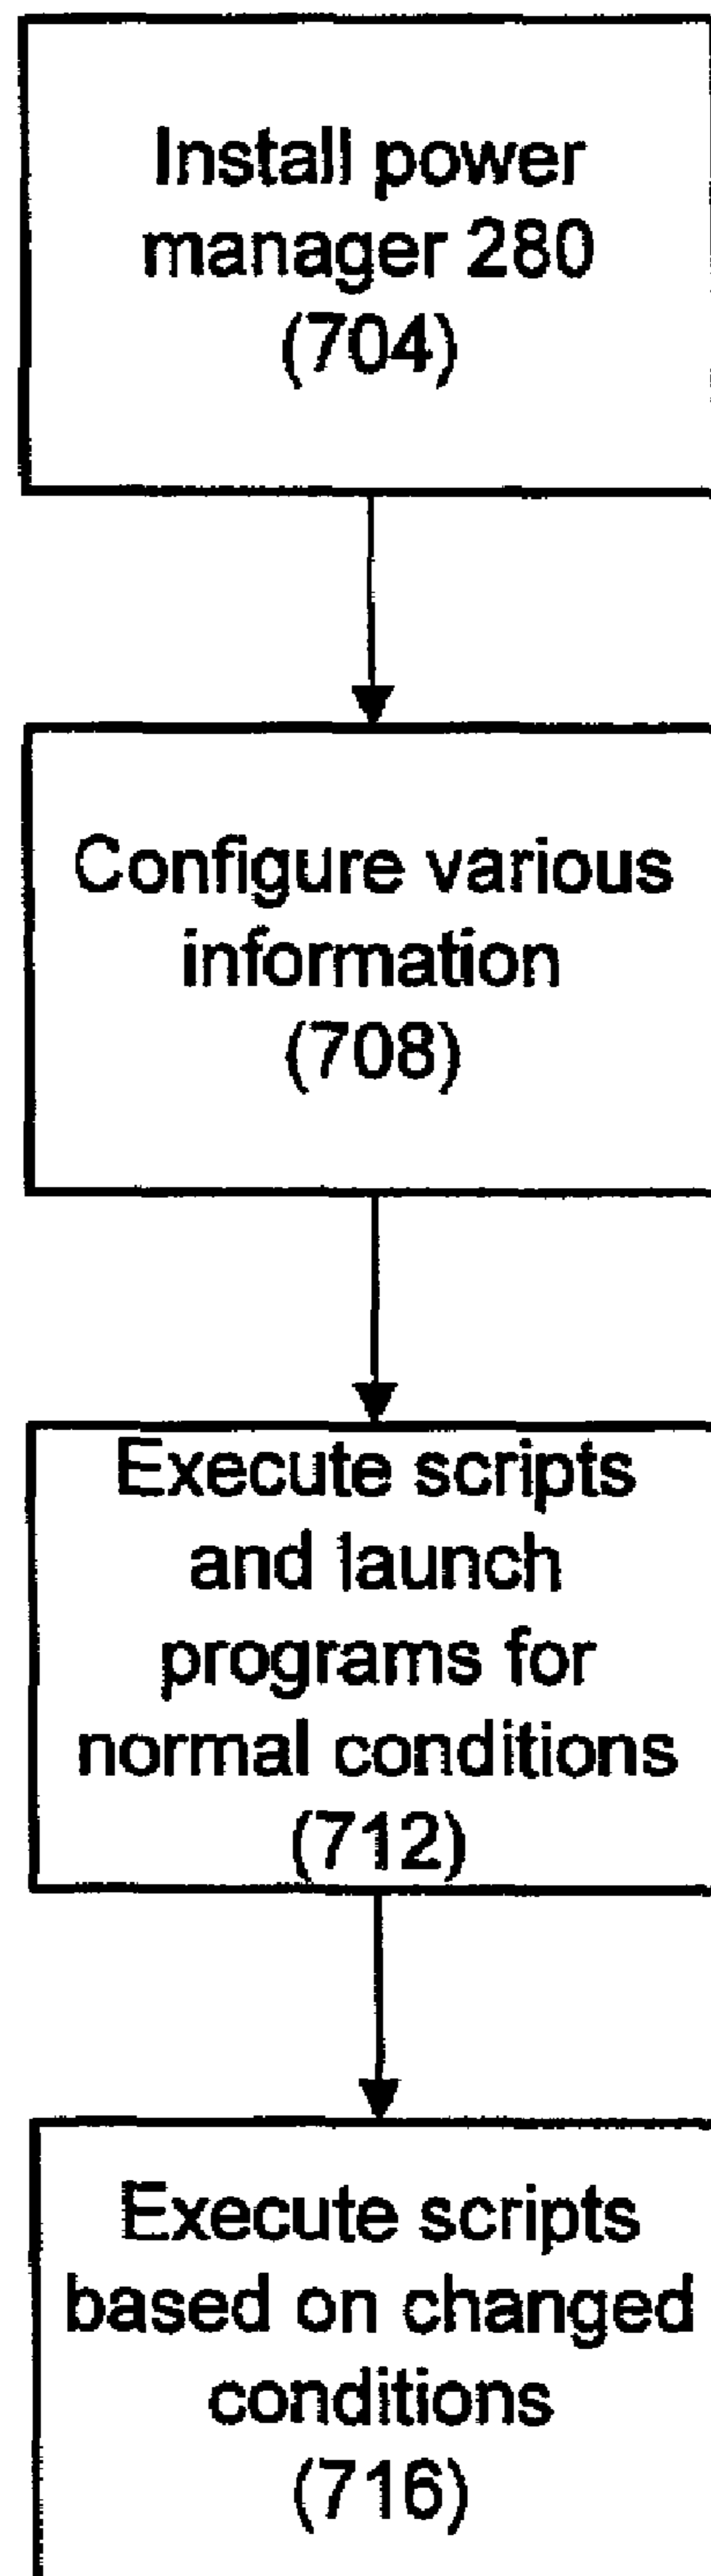 Install power
manager 280
(704)
Configure various
information
(708)
Execute scripts
and launch
programs for
normal conditions
(712)
Execute scripts
based on changed
conditions
(716)